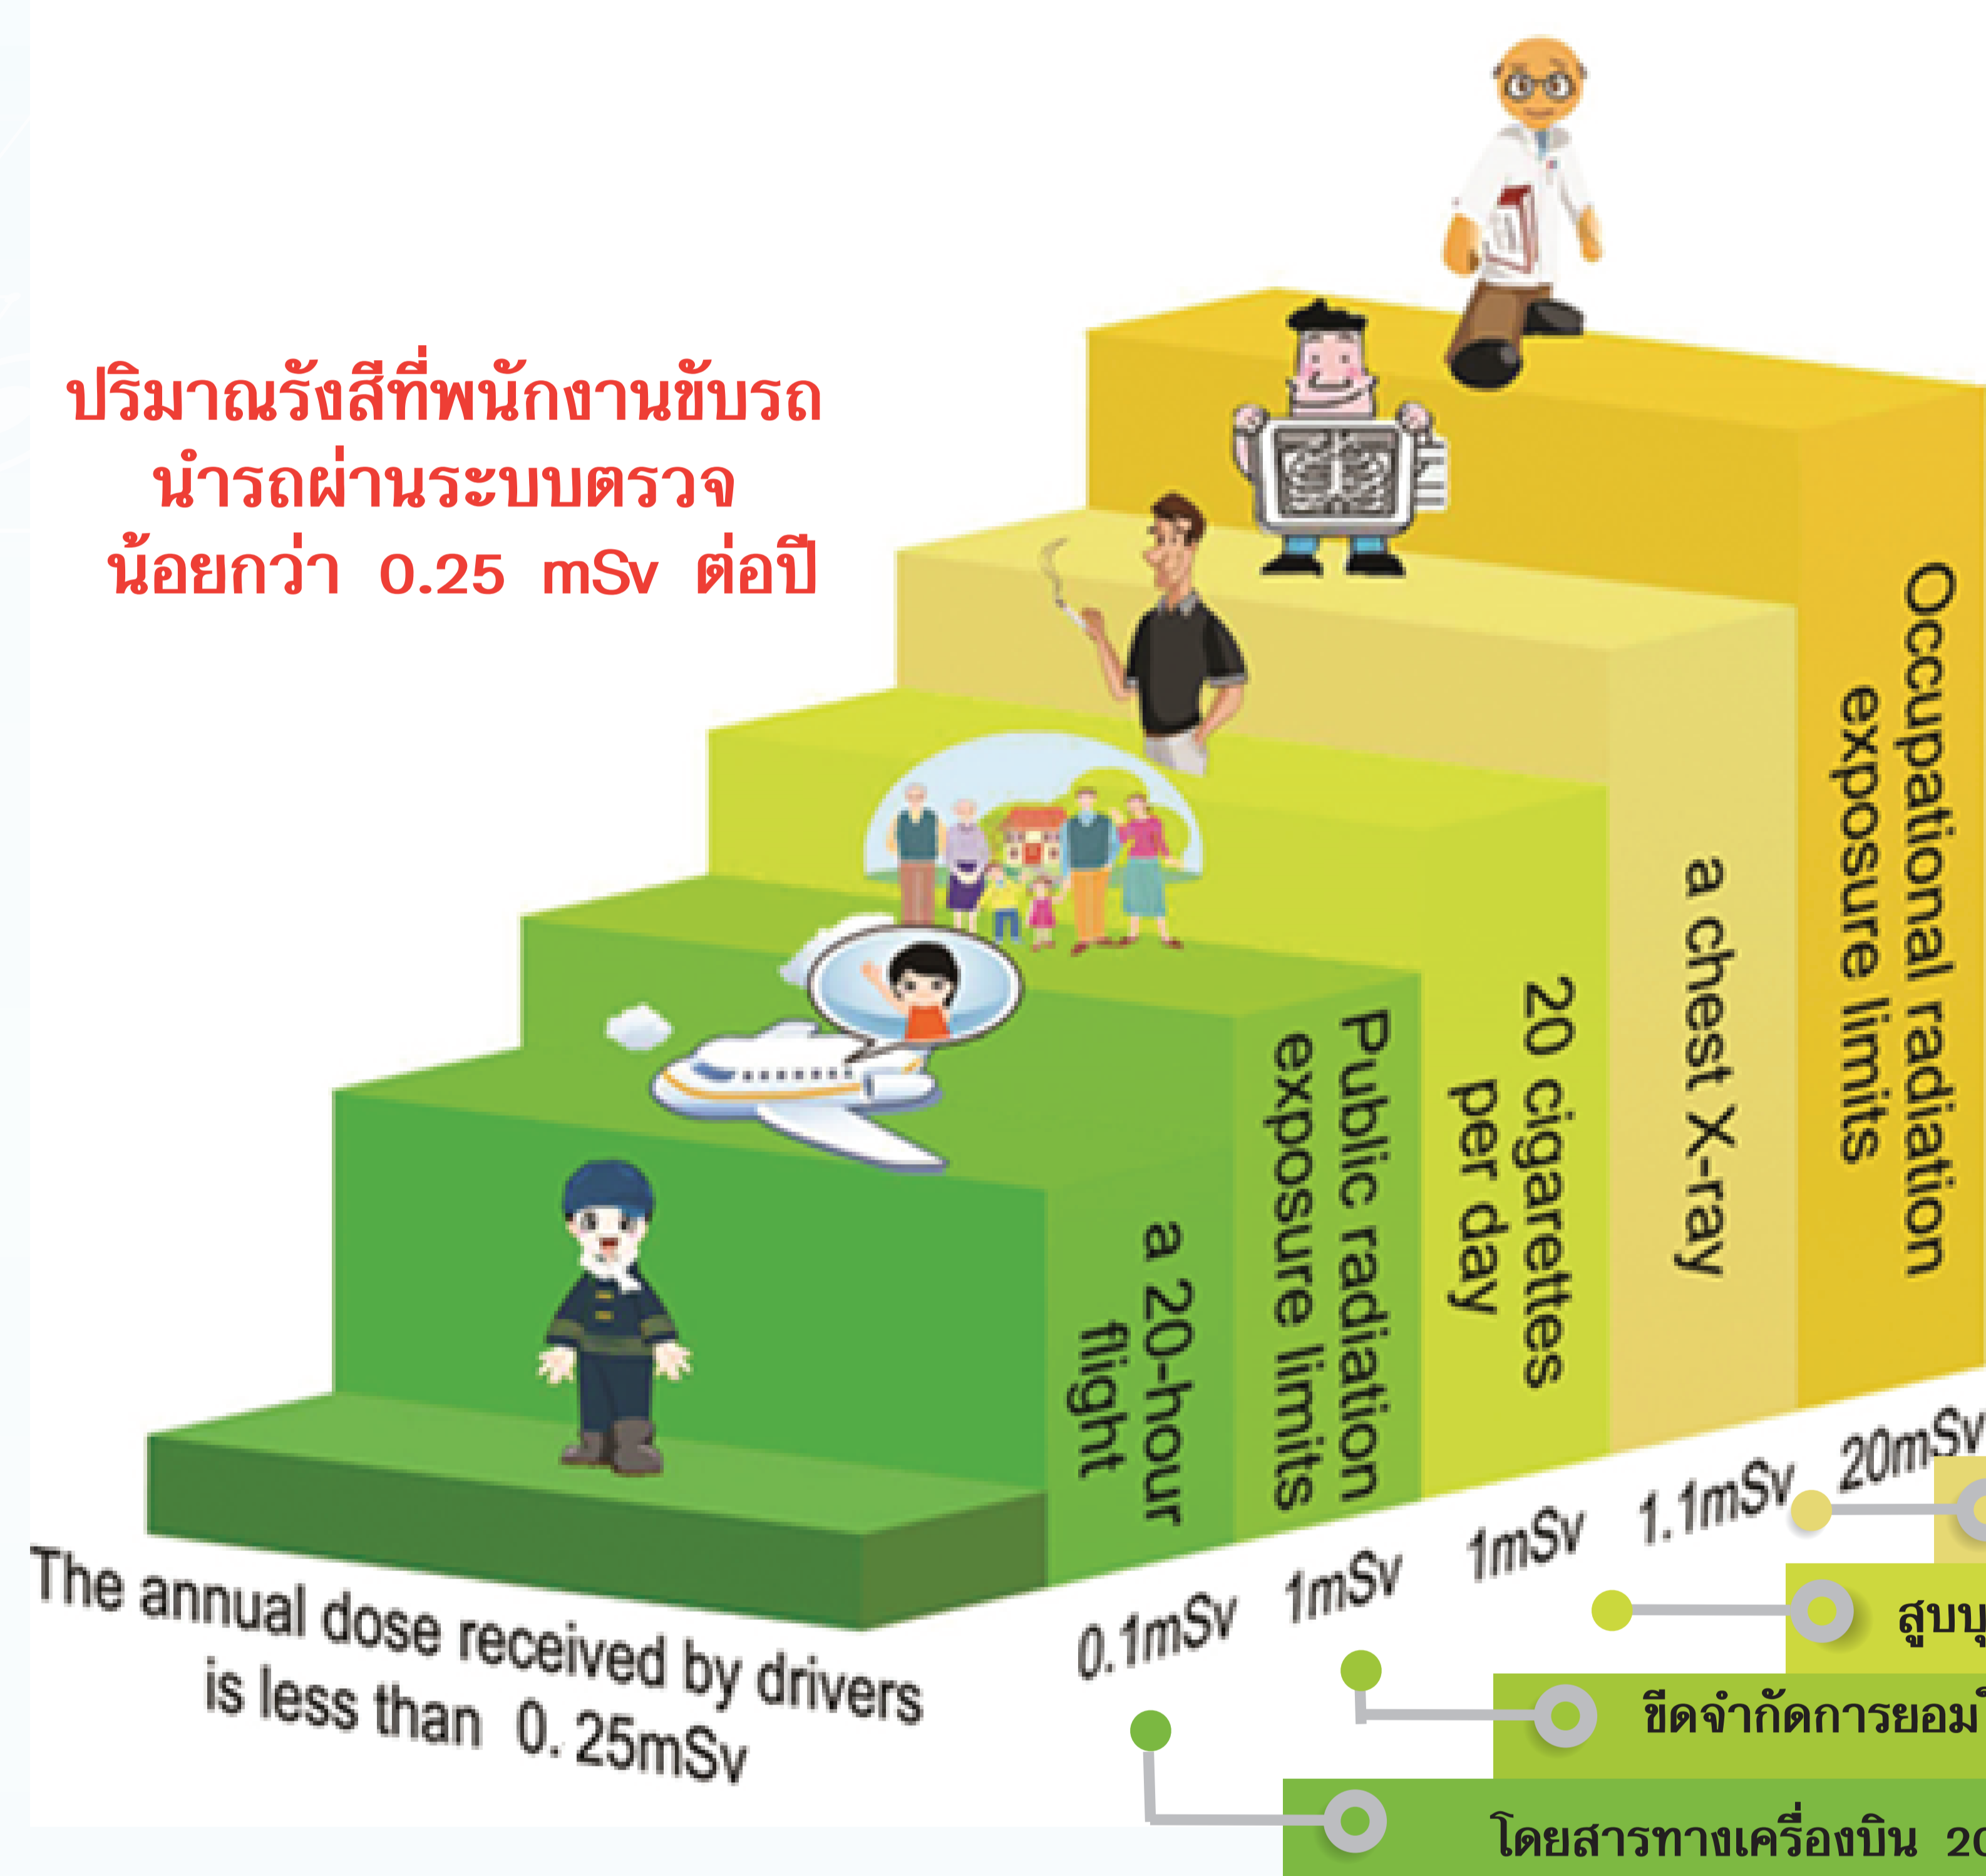 ปริมาณรังสีที่พนักงานขับรถ
นำรถผ่านระบบตรวจ
น้อยกว่า 0.25 mSv ต่อปี
Occupational radiation
exposure limits
a chest X-ray
20 cigarettes
per day
Public radiation
exposure limits
a 20-hour
flight
The annual dose received by drivers
is less than 0.25mSv
0.1mSv
1mSv
1mSv
1.1mSv
20mSv
ขีดจำกัดการยอม
โดยสารทางเครื่องบิน